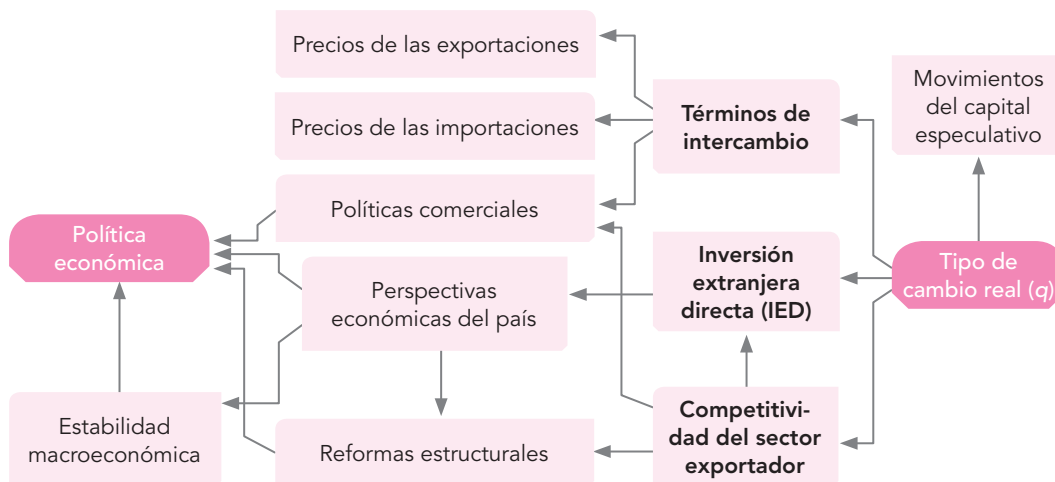 Precios de las exportaciones
Precios de las importaciones
Políticas comerciales
Política
económica
Perspectivas
económicas del país
Estabilidad
macroeconómica
Reformas estructurales
Términos de
intercambio
Inversión
extranjera
directa (IED)
Competitivi-
dad del sector
exportador
Movimientos
del capital
especulativo
Tipo de
cambio real (q)